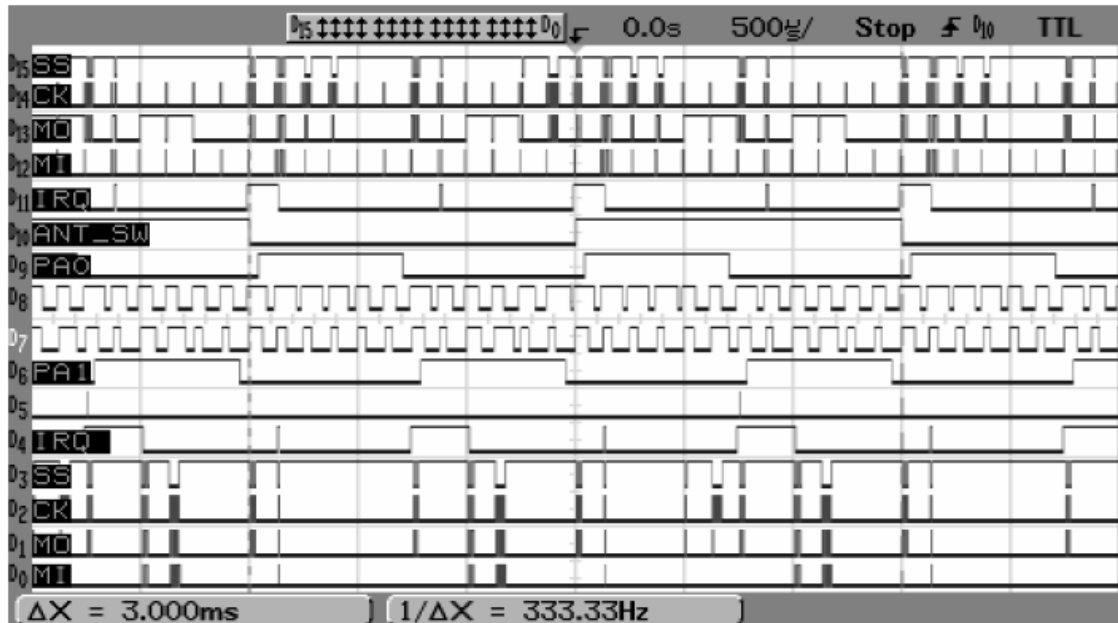 D15 ↕↕↕↕ ↕↕↕↕ ↕↕↕↕ ↕↕↕↕ D0 0.0s 500µs/ Stop D10 TTL
D15 SS
D14 CK
D13 MO
D12 MI
D11 IRQ
D10 ANT_SW
D9 PA0
D8
D7
D6 PA1
D5
D4 IRQ
D3 SS
D2 CK
D1 MO
D0 MI
ΔX = 3.000ms 1/ΔX = 333.33Hz